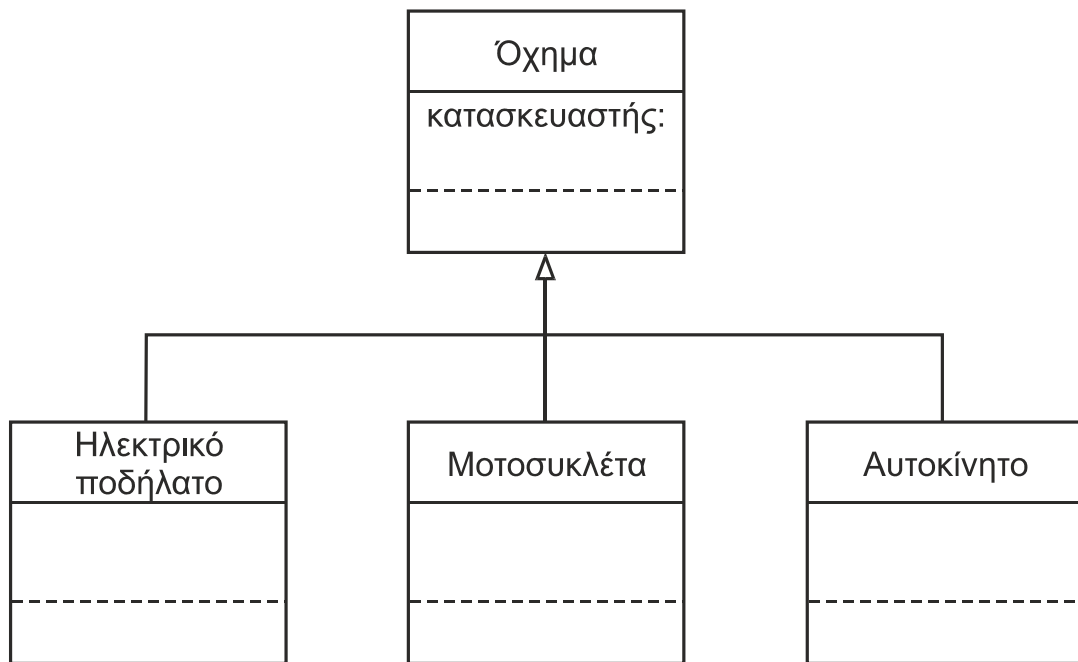 Όχημα
κατασκευαστής:
Ηλεκτρικό
ποδήλατο
Μοτοσυκλέτα
Αυτοκίνητο